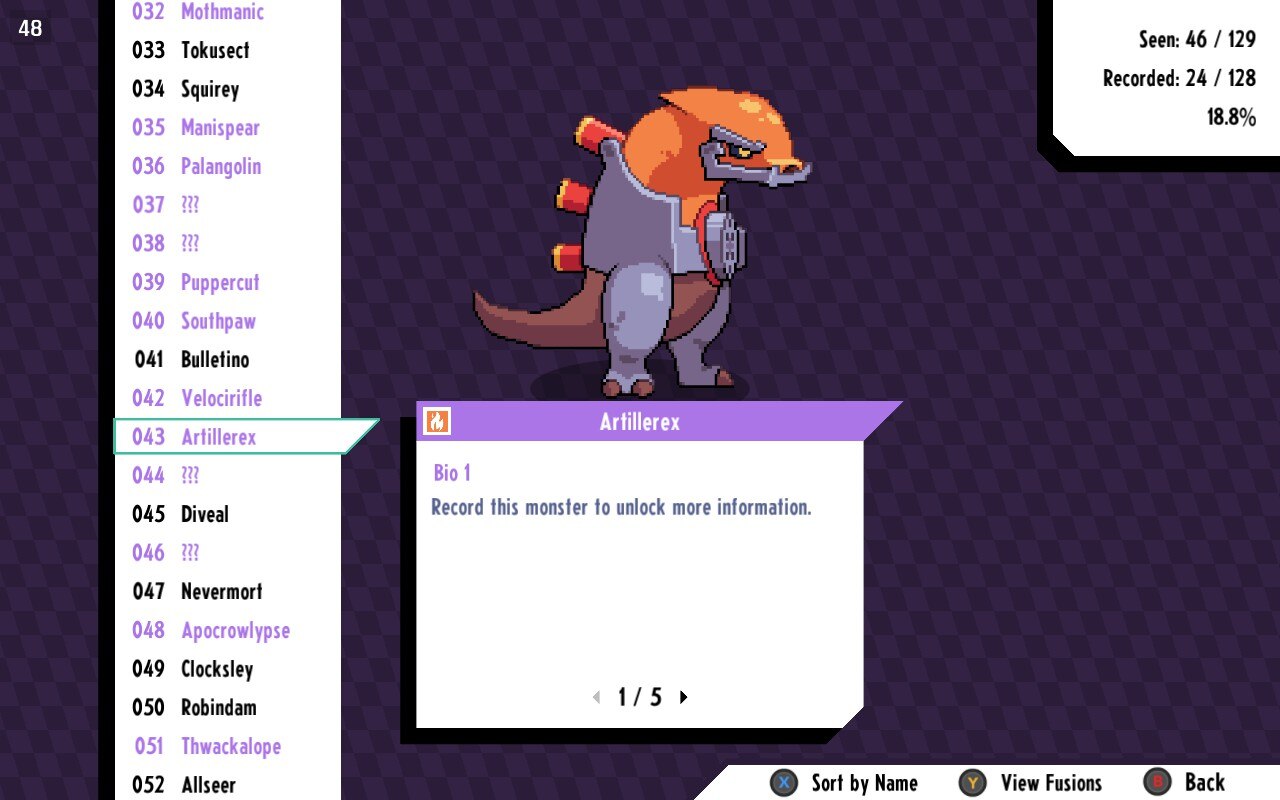 48
032 Mothmanic
033 Tokusect
034 Squirey
035 Manispear
036 Palangolin
037 ???
038 ???
039 Puppercut
040 Southpaw
041 Bulletino
042 Velocirifle
043 Artillerex
044 ???
045 Diveal
046 ???
047 Nevermort
048 Apocrowlypse
049 Clocksley
050 Robindam
051 Thwackalope
052 Allseer
Seen: 46 / 129
Recorded: 24 / 128
18.8%
Artillerex
Bio 1
Record this monster to unlock more information.
1 / 5
X Sort by Name
Y View Fusions
B Back